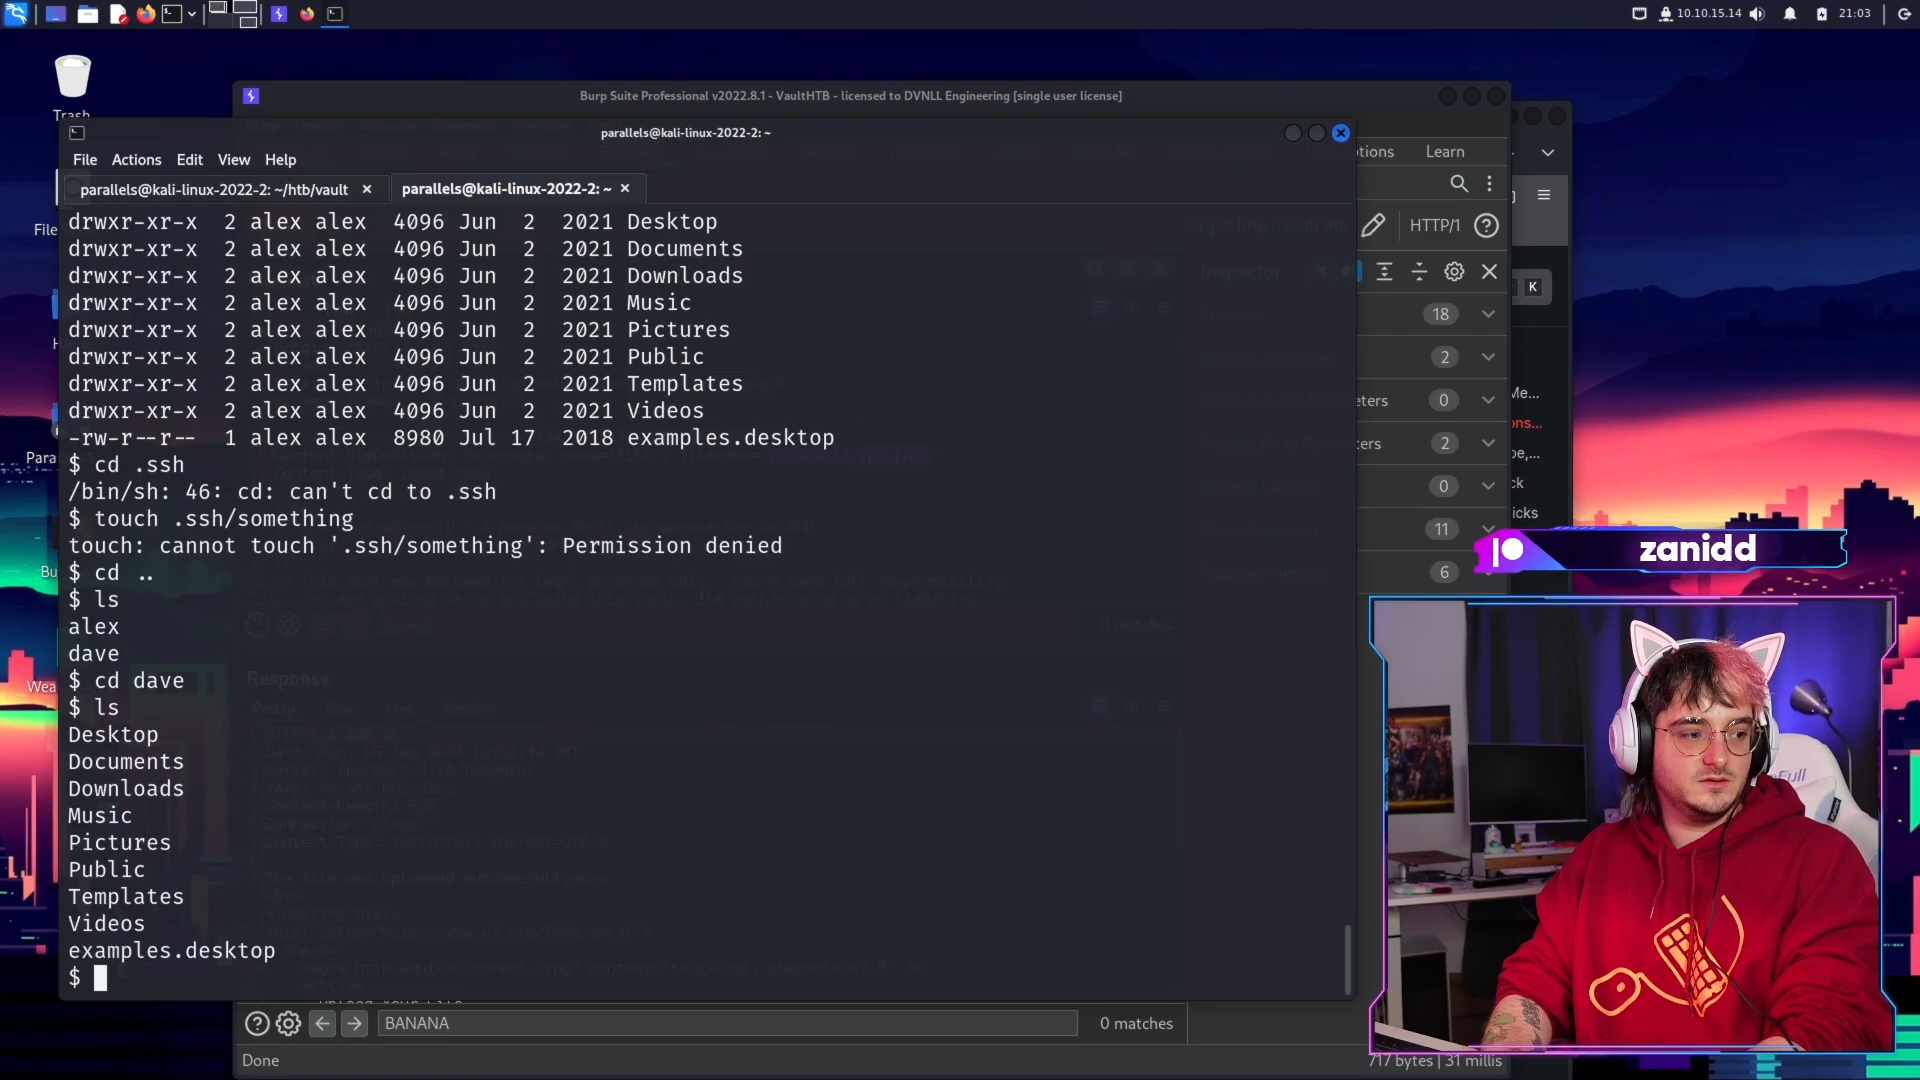 10.10.15.14
21:03
Trash
Burp Suite Professional v2022.8.1 - VaultHTB - licensed to DVNLL Engineering [single user license]
parallels@kali-linux-2022-2: ~
File Actions Edit View Help
parallels@kali-linux-2022-2: ~/htb/vault
parallels@kali-linux-2022-2: ~
Learn
HTTP/1
K
drwxr-xr-x 2 alex alex 4096 Jun 2 2021 Desktop
drwxr-xr-x 2 alex alex 4096 Jun 2 2021 Documents
drwxr-xr-x 2 alex alex 4096 Jun 2 2021 Downloads
drwxr-xr-x 2 alex alex 4096 Jun 2 2021 Music
drwxr-xr-x 2 alex alex 4096 Jun 2 2021 Pictures
drwxr-xr-x 2 alex alex 4096 Jun 2 2021 Public
drwxr-xr-x 2 alex alex 4096 Jun 2 2021 Templates
drwxr-xr-x 2 alex alex 4096 Jun 2 2021 Videos
-rw-r--r-- 1 alex alex 8980 Jul 17 2018 examples.desktop
$ cd .ssh
/bin/sh: 46: cd: can't cd to .ssh
$ touch .ssh/something
touch: cannot touch '.ssh/something': Permission denied
$ cd ..
$ ls
alex
dave
$ cd dave
$ ls
Desktop
Documents
Downloads
Music
Pictures
Public
Templates
Videos
examples.desktop
$
18
2
0
2
0
11
6
zanidd
Response
BANANA
0 matches
Done
717 bytes | 31 millis